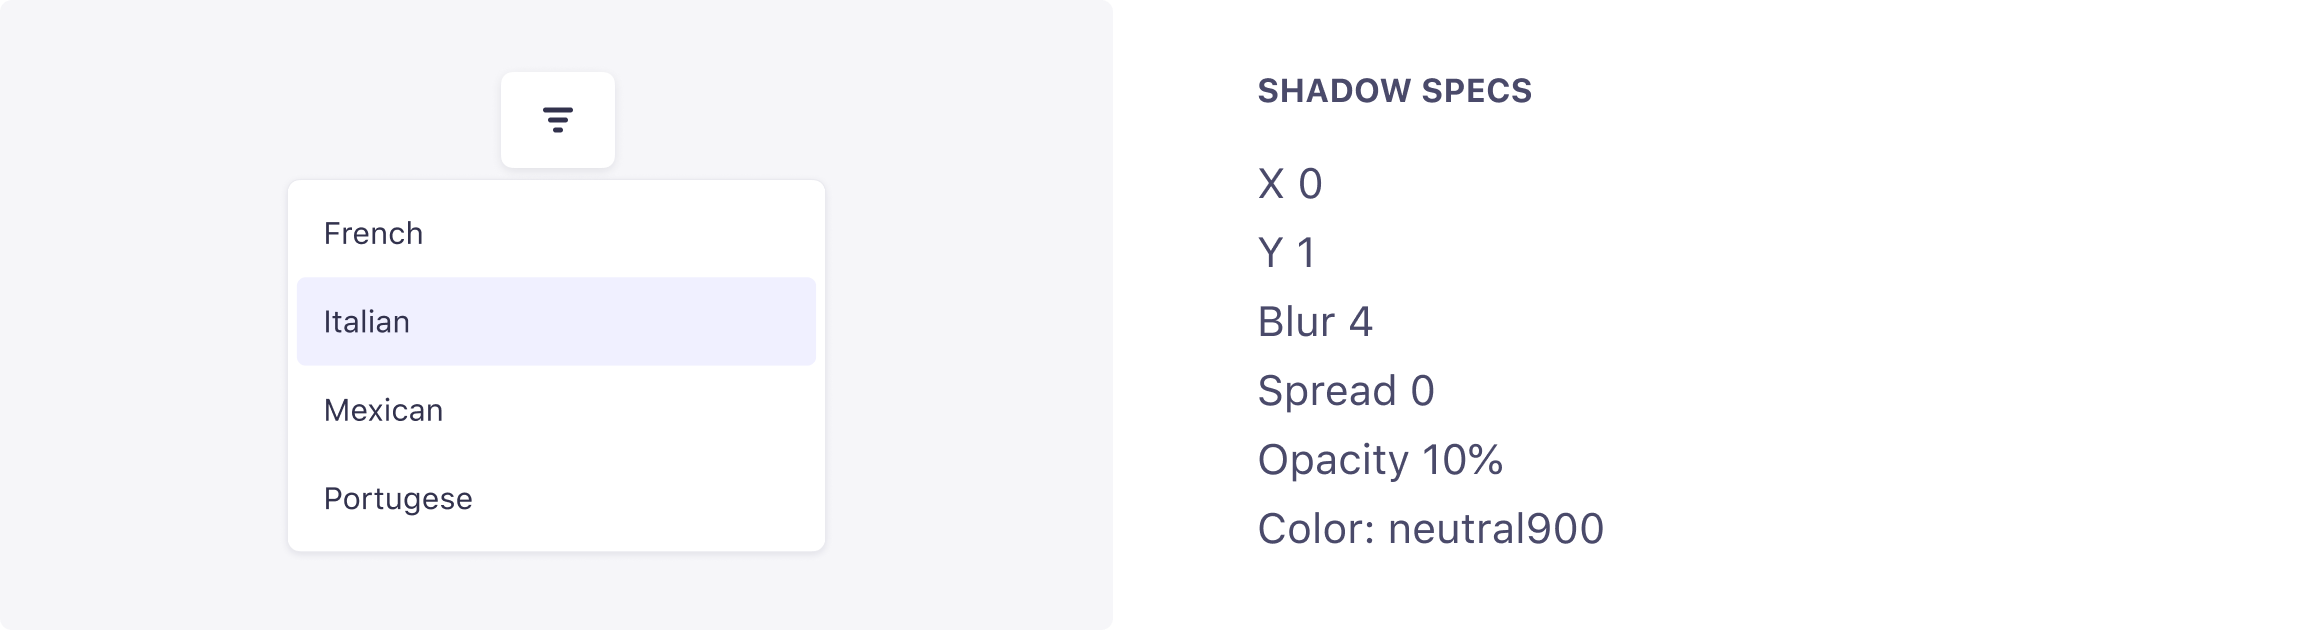 French
Italian
Mexican
Portugese
SHADOW SPECS
X 0
Y 1
Blur 4
Spread 0
Opacity 10%
Color: neutral900